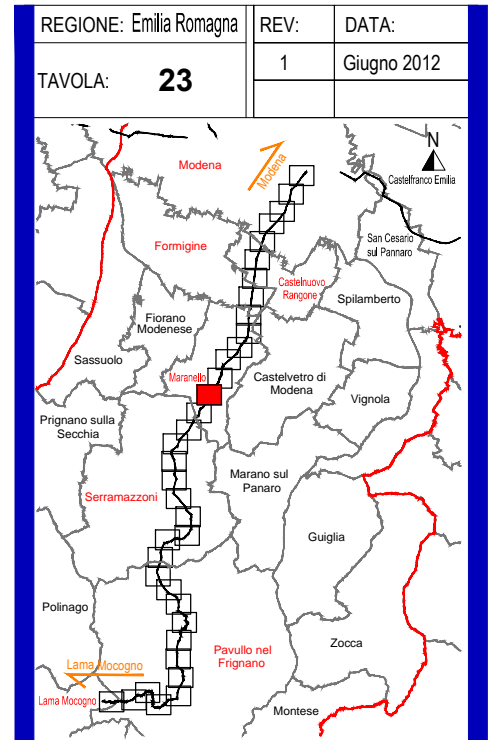 REGIONE: Emilia Romagna
REV:
DATA:
TAVOLA: 23
1
Giugno 2012
N
Modena
Modena
Castelfranco Emilia
Formigine
San Cesario
sul Pannaro
Castelnuovo
Rangone
Spilamberto
Fiorano
Modenese
Sassuolo
Maranello
Castelvetro di
Modena
Vignola
Prignano sulla
Secchia
Marano sul
Panaro
Serramazzoni
Guiglia
Polinago
Pavullo nel
Frignano
Zocca
Lama Mocogno
Lama Mocogno
Montese